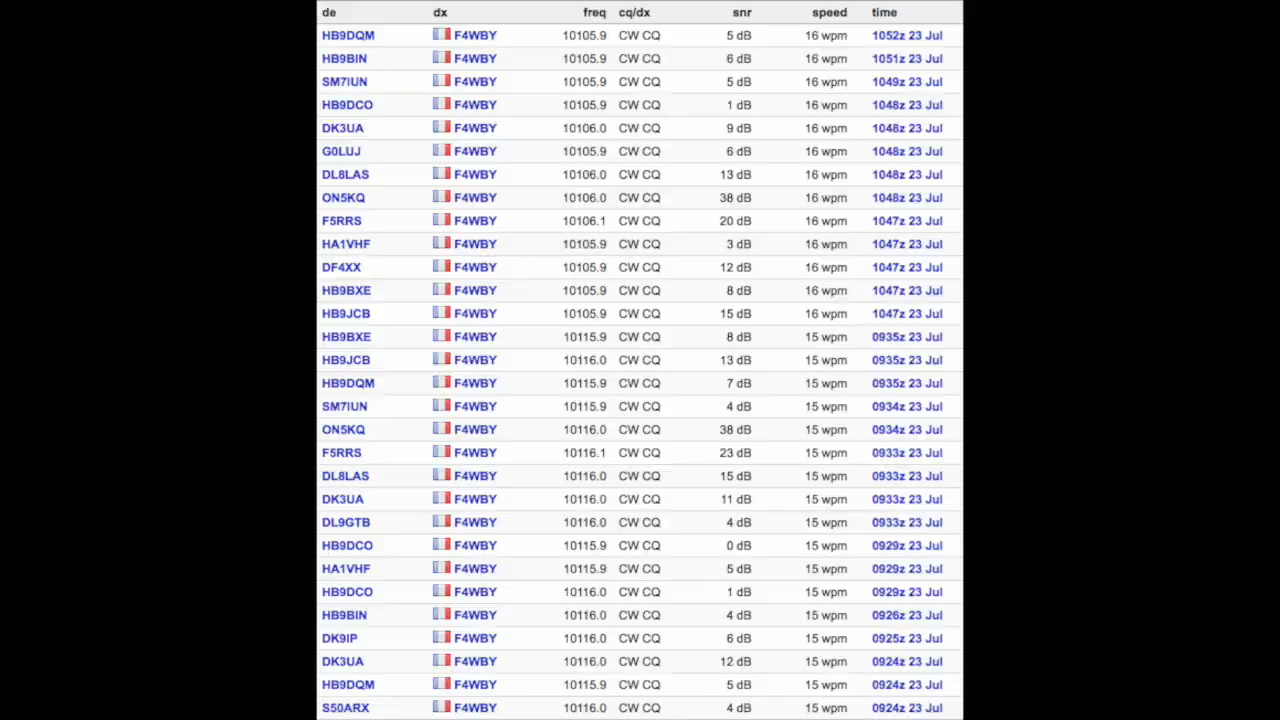 de dx freq cq/dx snr speed time
HB9DQM F4WBY 10105.9 CW CQ 5 dB 16 wpm 1052z 23 Jul
HB9BIN F4WBY 10105.9 CW CQ 6 dB 16 wpm 1051z 23 Jul
SM7IUN F4WBY 10105.9 CW CQ 5 dB 16 wpm 1049z 23 Jul
HB9DCO F4WBY 10105.9 CW CQ 1 dB 16 wpm 1048z 23 Jul
DK3UA F4WBY 10106.0 CW CQ 9 dB 16 wpm 1048z 23 Jul
G0LUJ F4WBY 10105.9 CW CQ 6 dB 16 wpm 1048z 23 Jul
DL8LAS F4WBY 10106.0 CW CQ 13 dB 16 wpm 1048z 23 Jul
ON5KQ F4WBY 10106.0 CW CQ 38 dB 16 wpm 1048z 23 Jul
F5RRS F4WBY 10106.1 CW CQ 20 dB 16 wpm 1047z 23 Jul
HA1VHF F4WBY 10105.9 CW CQ 3 dB 16 wpm 1047z 23 Jul
DF4XX F4WBY 10105.9 CW CQ 12 dB 16 wpm 1047z 23 Jul
HB9BXE F4WBY 10105.9 CW CQ 8 dB 16 wpm 1047z 23 Jul
HB9JCB F4WBY 10105.9 CW CQ 15 dB 16 wpm 1047z 23 Jul
HB9BXE F4WBY 10115.9 CW CQ 8 dB 15 wpm 0935z 23 Jul
HB9JCB F4WBY 10116.0 CW CQ 13 dB 15 wpm 0935z 23 Jul
HB9DQM F4WBY 10115.9 CW CQ 7 dB 15 wpm 0935z 23 Jul
SM7IUN F4WBY 10115.9 CW CQ 4 dB 15 wpm 0934z 23 Jul
ON5KQ F4WBY 10116.0 CW CQ 38 dB 15 wpm 0934z 23 Jul
F5RRS F4WBY 10116.1 CW CQ 23 dB 15 wpm 0933z 23 Jul
DL8LAS F4WBY 10116.0 CW CQ 15 dB 15 wpm 0933z 23 Jul
DK3UA F4WBY 10116.0 CW CQ 11 dB 15 wpm 0933z 23 Jul
DL9GTB F4WBY 10116.0 CW CQ 4 dB 15 wpm 0933z 23 Jul
HB9DCO F4WBY 10115.9 CW CQ 0 dB 15 wpm 0929z 23 Jul
HA1VHF F4WBY 10115.9 CW CQ 5 dB 15 wpm 0929z 23 Jul
HB9DCO F4WBY 10116.0 CW CQ 1 dB 15 wpm 0929z 23 Jul
HB9BIN F4WBY 10116.0 CW CQ 4 dB 15 wpm 0926z 23 Jul
DK9IP F4WBY 10116.0 CW CQ 6 dB 15 wpm 0925z 23 Jul
DK3UA F4WBY 10116.0 CW CQ 12 dB 15 wpm 0924z 23 Jul
HB9DQM F4WBY 10115.9 CW CQ 5 dB 15 wpm 0924z 23 Jul
S50ARX F4WBY 10116.0 CW CQ 4 dB 15 wpm 0924z 23 Jul